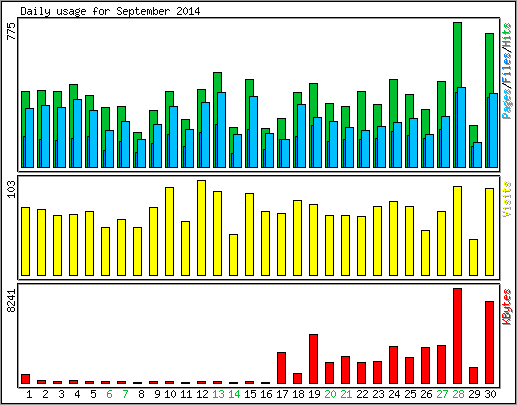 Daily usage for September 2014
775
Pages/Files/Hits
103
Visits
8241
KBytes
1 2 3 4 5 6 7 8 9 10 11 12 13 14 15 16 17 18 19 20 21 22 23 24 25 26 27 28 29 30